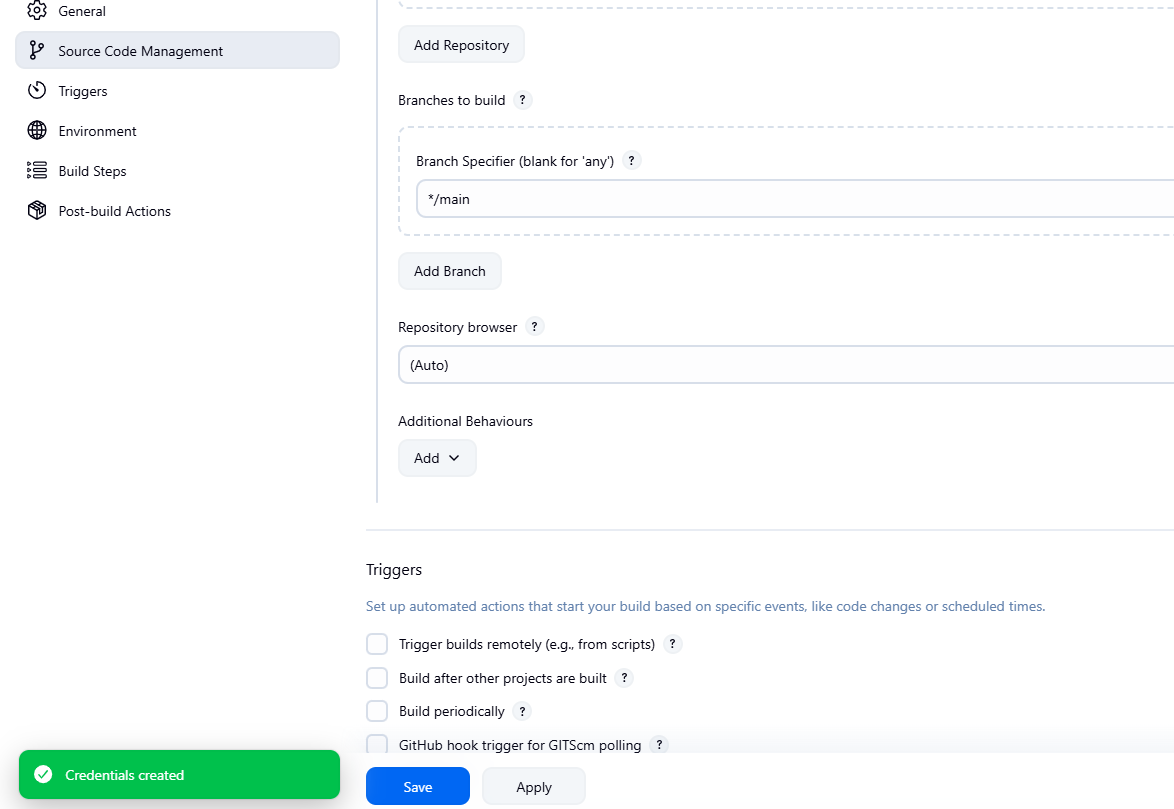 General
Source Code Management
Triggers
Environment
Build Steps
Post-build Actions
Add Repository
Branches to build ?
Branch Specifier (blank for 'any') ?
*/main
Add Branch
Repository browser ?
(Auto)
Additional Behaviours
Add
Triggers
Set up automated actions that start your build based on specific events, like code changes or scheduled times.
Trigger builds remotely (e.g., from scripts) ?
Build after other projects are built ?
Build periodically ?
GitHub hook trigger for GITScm polling ?
Credentials created
Save
Apply